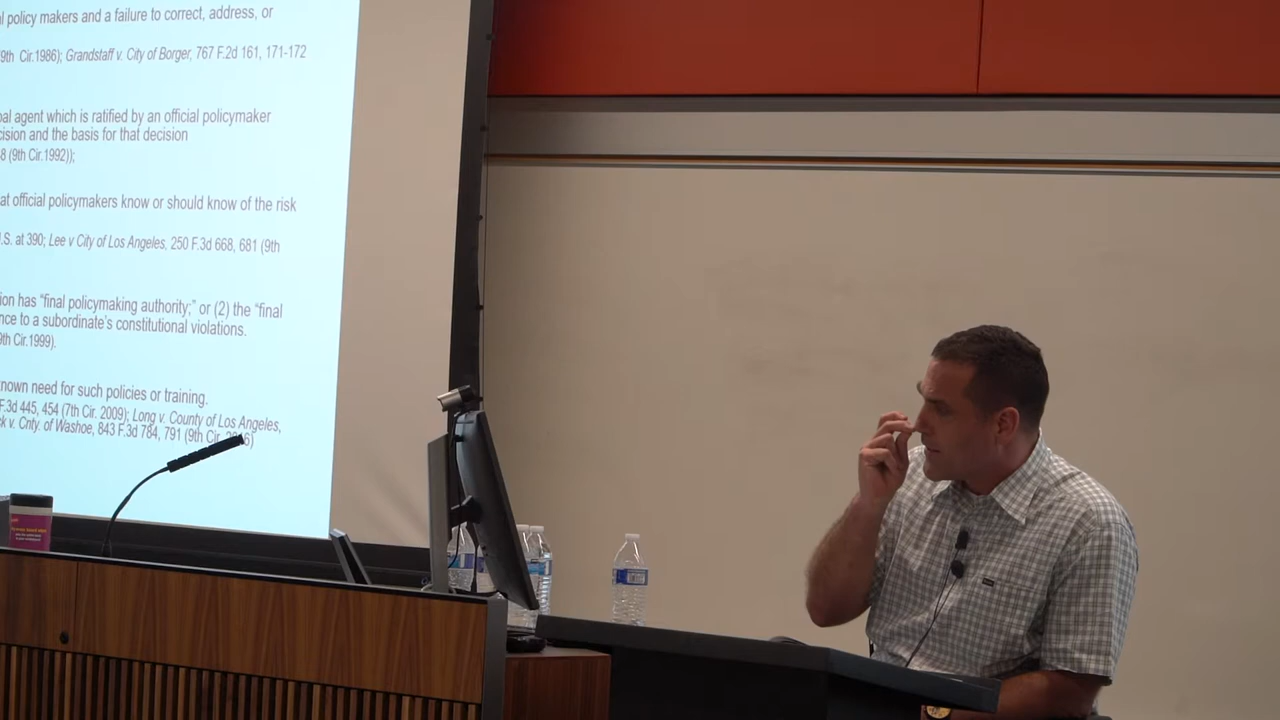 l policy makers and a failure to correct, address, or
9th Cir.1986); Grandstaff v. City of Borger, 767 F.2d 161, 171-172
pal agent which is ratified by an official policymaker
cision and the basis for that decision
8 (9th Cir.1992));
at official policymakers know or should know of the risk
.S. at 390; Lee v City of Los Angeles, 250 F.3d 668, 681 (9th
ion has "final policymaking authority;" or (2) the "final
nce to a subordinate's constitutional violations.
9th Cir.1999).
nown need for such policies or training.
F.3d 445, 454 (7th Cir. 2009); Long v. County of Los Angeles,
k v. Cnty. of Washoe, 843 F.3d 784, 791 (9th Cir. 2016)